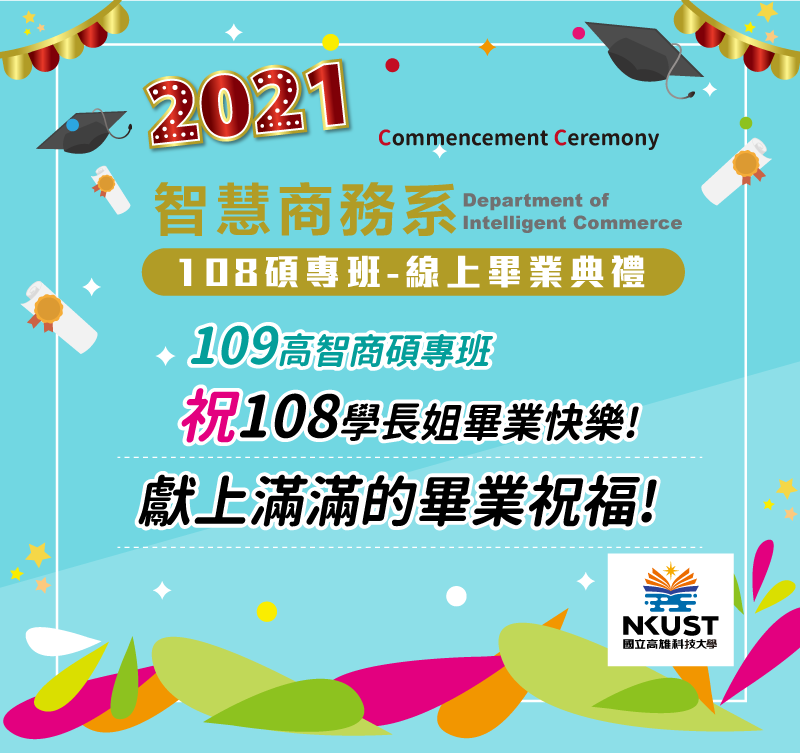 2021
Commencement Ceremony
智慧商務系
Department of
Intelligent Commerce
108碩專班-線上畢業典禮
109高智商碩專班
祝108學長姐畢業快樂!
獻上滿滿的畢業祝福!
NKUST
國立高雄科技大學